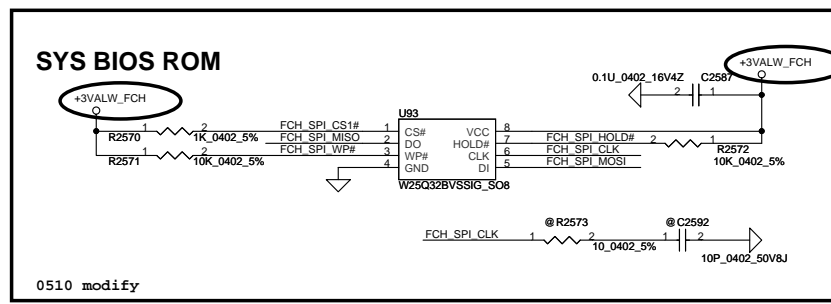 SYS BIOS ROM
+3VALW_FCH
+3VALW_FCH
0.1U_0402_16V4Z C2587
2 1
U93
R2570 1 2 1K_0402_5% FCH_SPI_CS1# 1 CS# VCC 8
FCH_SPI_MISO 2 DO HOLD# 7 FCH_SPI_HOLD# 2 1 R2572 10K_0402_5%
R2571 1 2 10K_0402_5% FCH_SPI_WP# 3 WP# CLK 6 FCH_SPI_CLK
4 GND DI 5 FCH_SPI_MOSI
W25Q32BVSSIG_SO8
@R2573 @C2592
FCH_SPI_CLK 1 2 1 2
10_0402_5% 10P_0402_50V8J
0510 modify